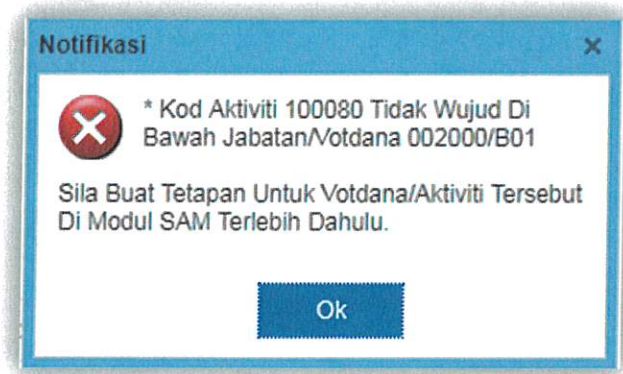 Notifikasi
* Kod Aktiviti 100080 Tidak Wujud Di
Bawah Jabatan/Votdana 002000/B01
Sila Buat Tetapan Untuk Votdana/Aktiviti Tersebut
Di Modul SAM Terlebih Dahulu.
Ok